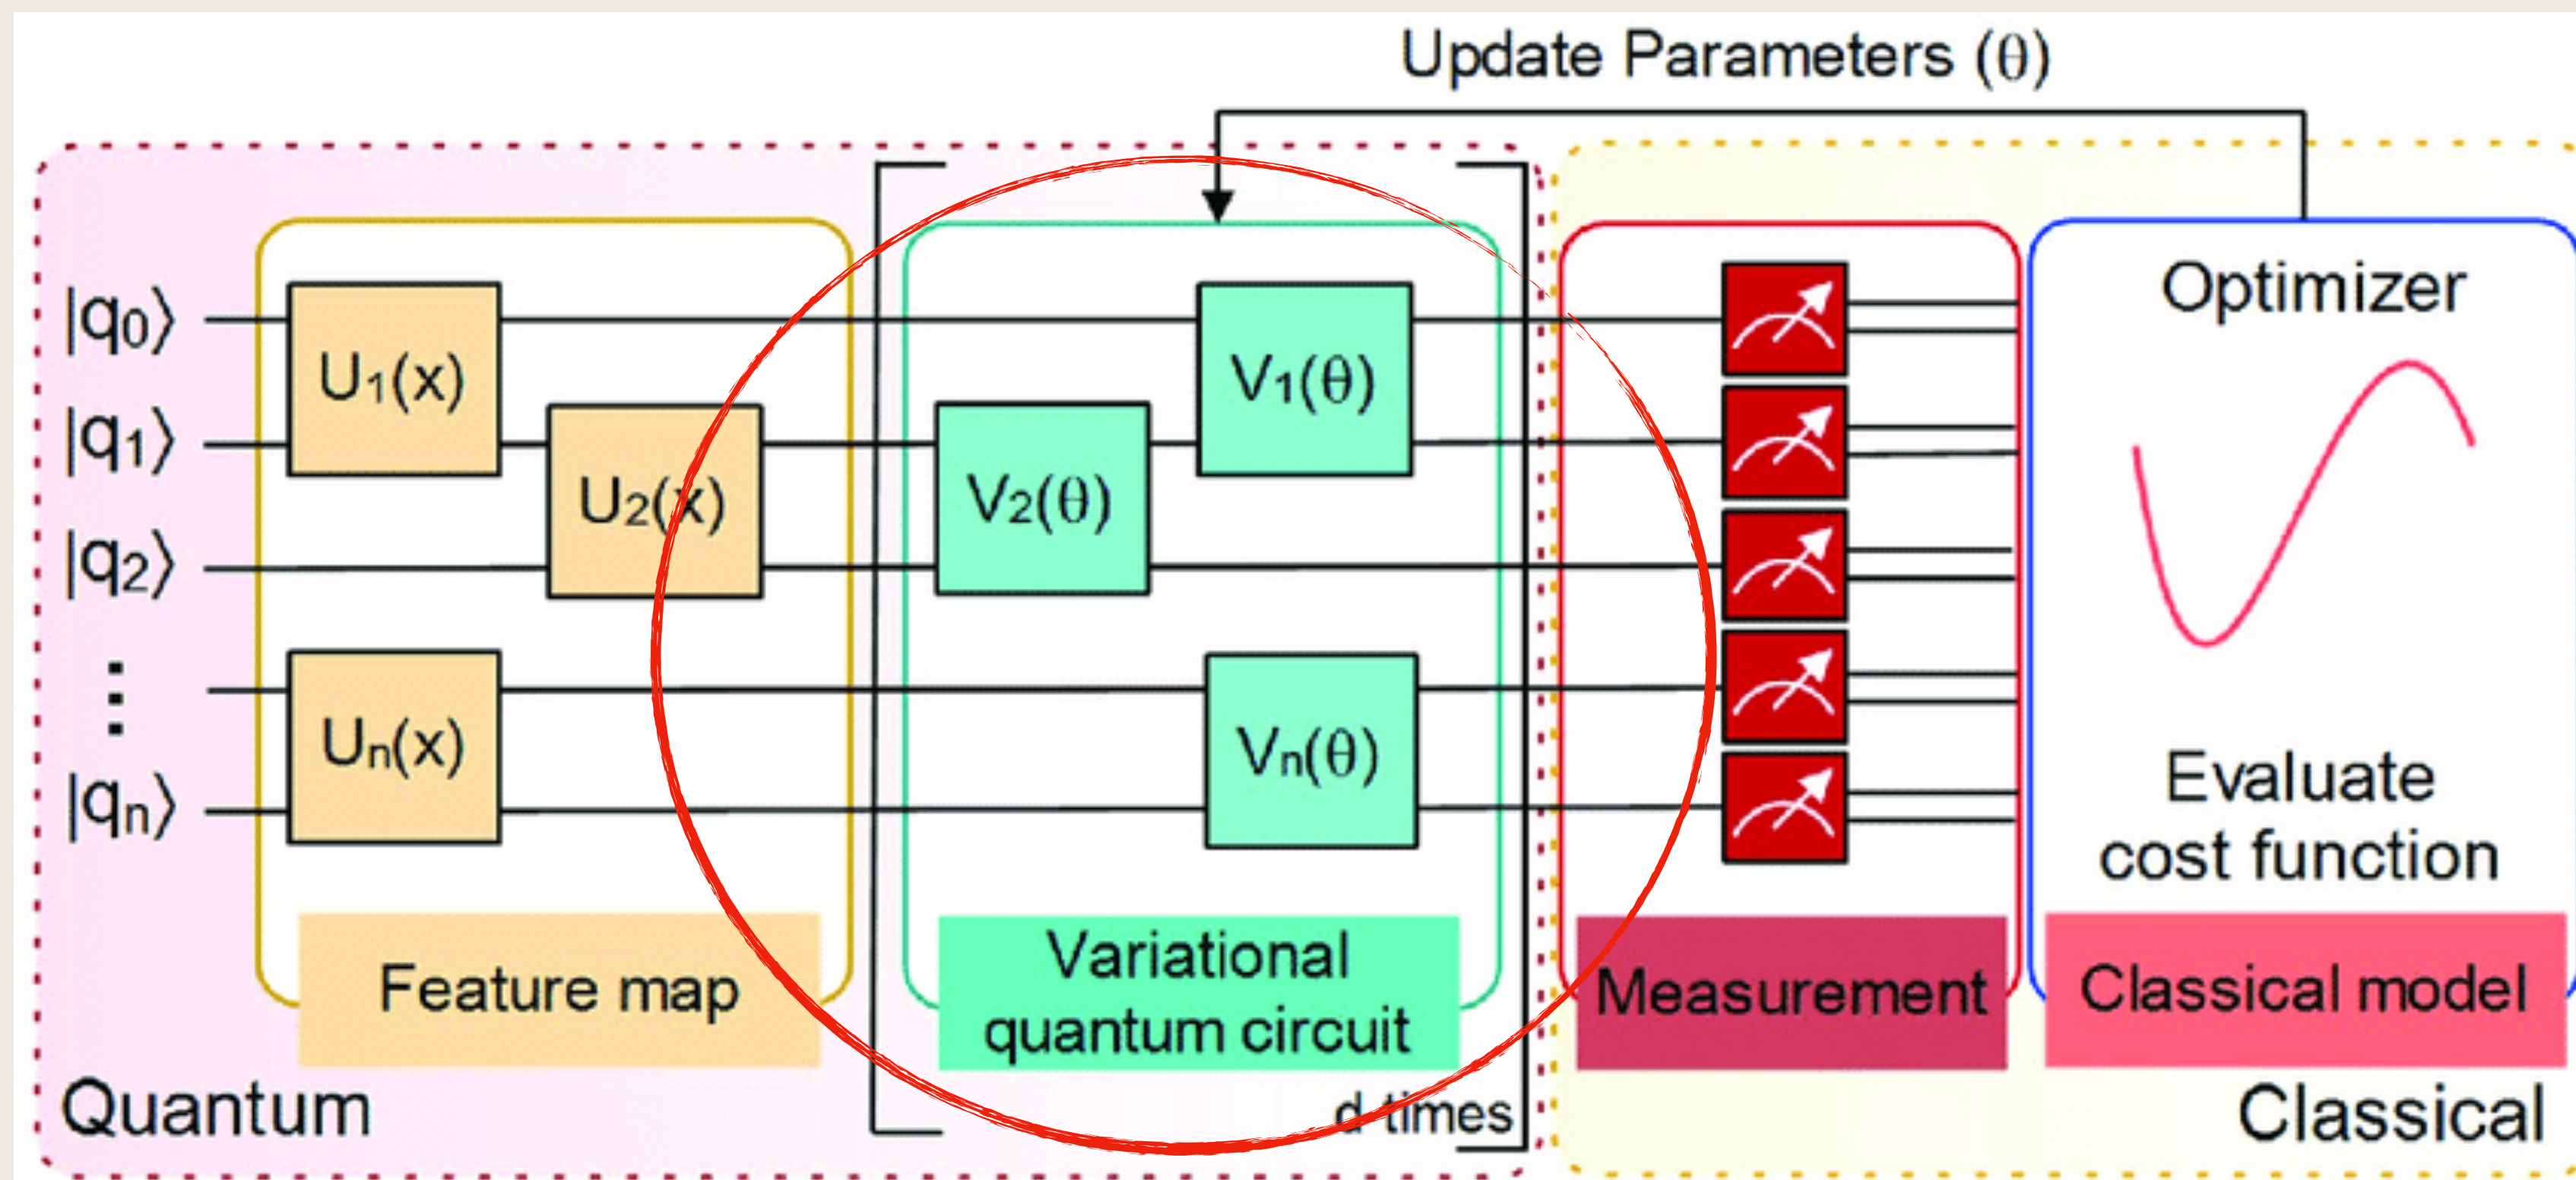 Update Parameters (θ)
|q₀⟩
|q₁⟩
|q₂⟩
⋮
|qₙ⟩
U₁(x)
U₂(x)
Uₙ(x)
Feature map
V₁(θ)
V₂(θ)
Vₙ(θ)
Variational
quantum circuit
d times
Quantum
Measurement
Optimizer
Evaluate
cost function
Classical model
Classical